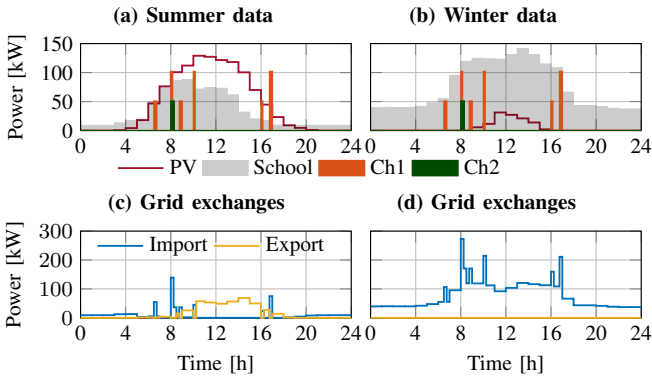 (a) Summer data
(b) Winter data
Power [kW]
150
100
50
0
0 4 8 12 16 20 24
0 4 8 12 16 20 24
PV School Ch1 Ch2
(c) Grid exchanges
(d) Grid exchanges
Power [kW]
300
200
100
0
Import Export
0 4 8 12 16 20 24
0 4 8 12 16 20 24
Time [h]
Time [h]